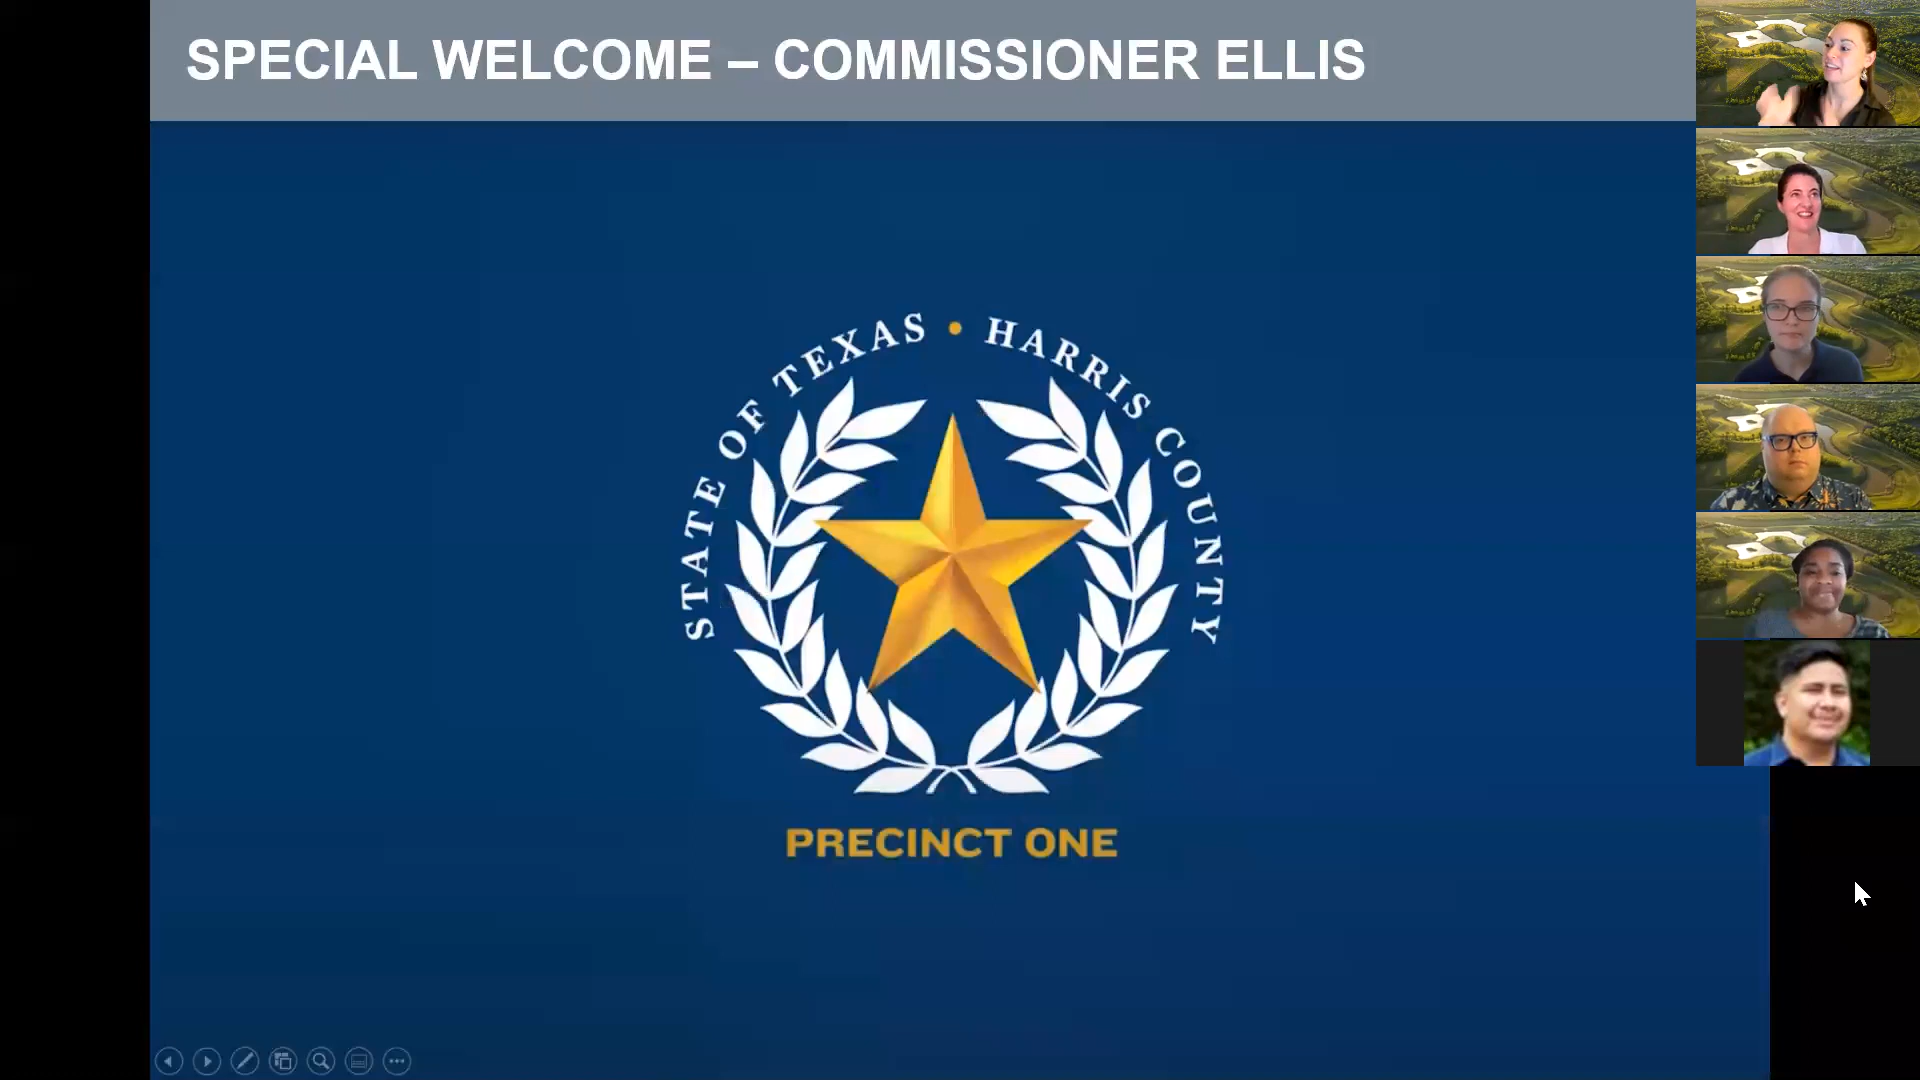 SPECIAL WELCOME – COMMISSIONER ELLIS
STATE OF TEXAS • HARRIS COUNTY
PRECINCT ONE